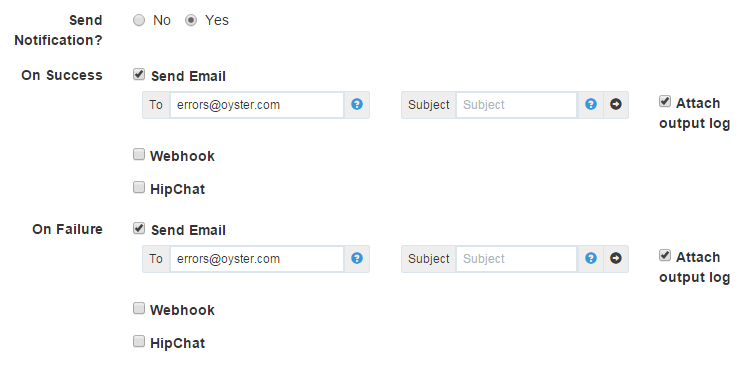 Send Notification? No Yes
On Success Send Email
To errors@oyster.com Subject Subject Attach output log
Webhook
HipChat
On Failure Send Email
To errors@oyster.com Subject Subject Attach output log
Webhook
HipChat